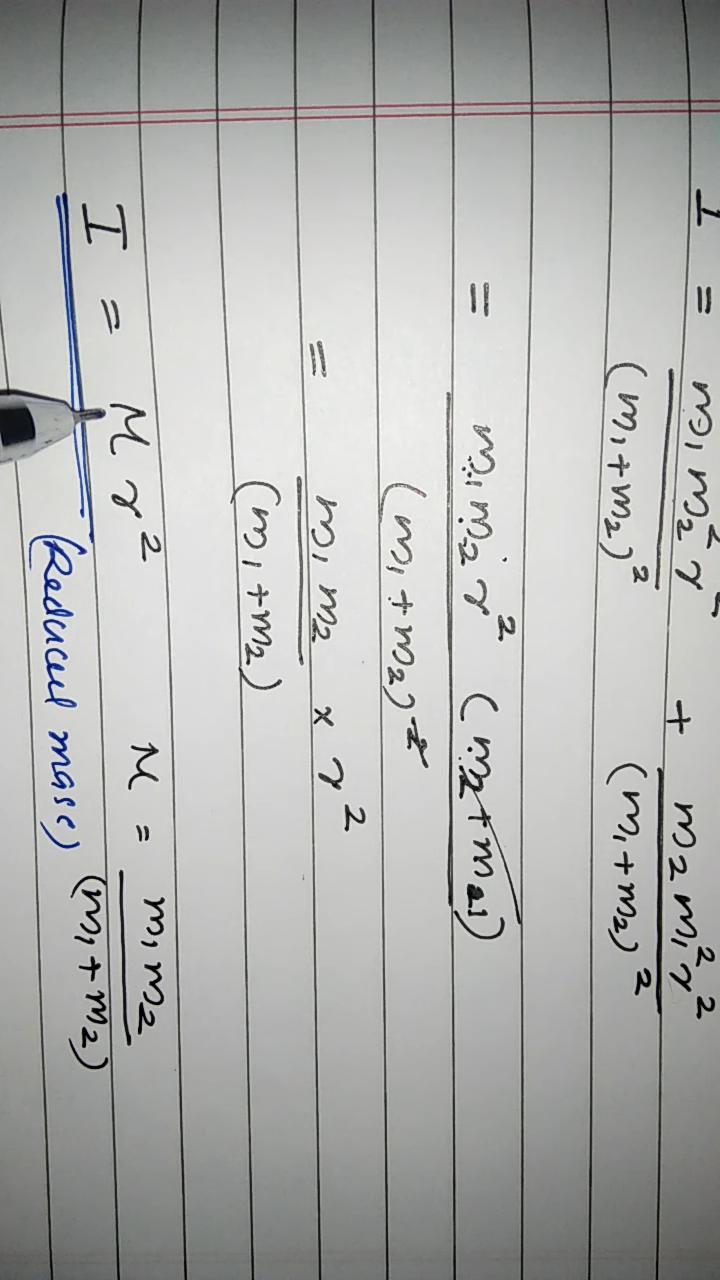 I = m₁m₂²r² / (m₁+m₂)² + m₂m₁²r² / (m₁+m₂)²
= m₁m₂r² (m₂+m₁) / (m₁+m₂)²
= m₁m₂ / (m₁+m₂) × r²
I = μr² μ = m₁m₂ / (m₁+m₂)
(Reduced mass)